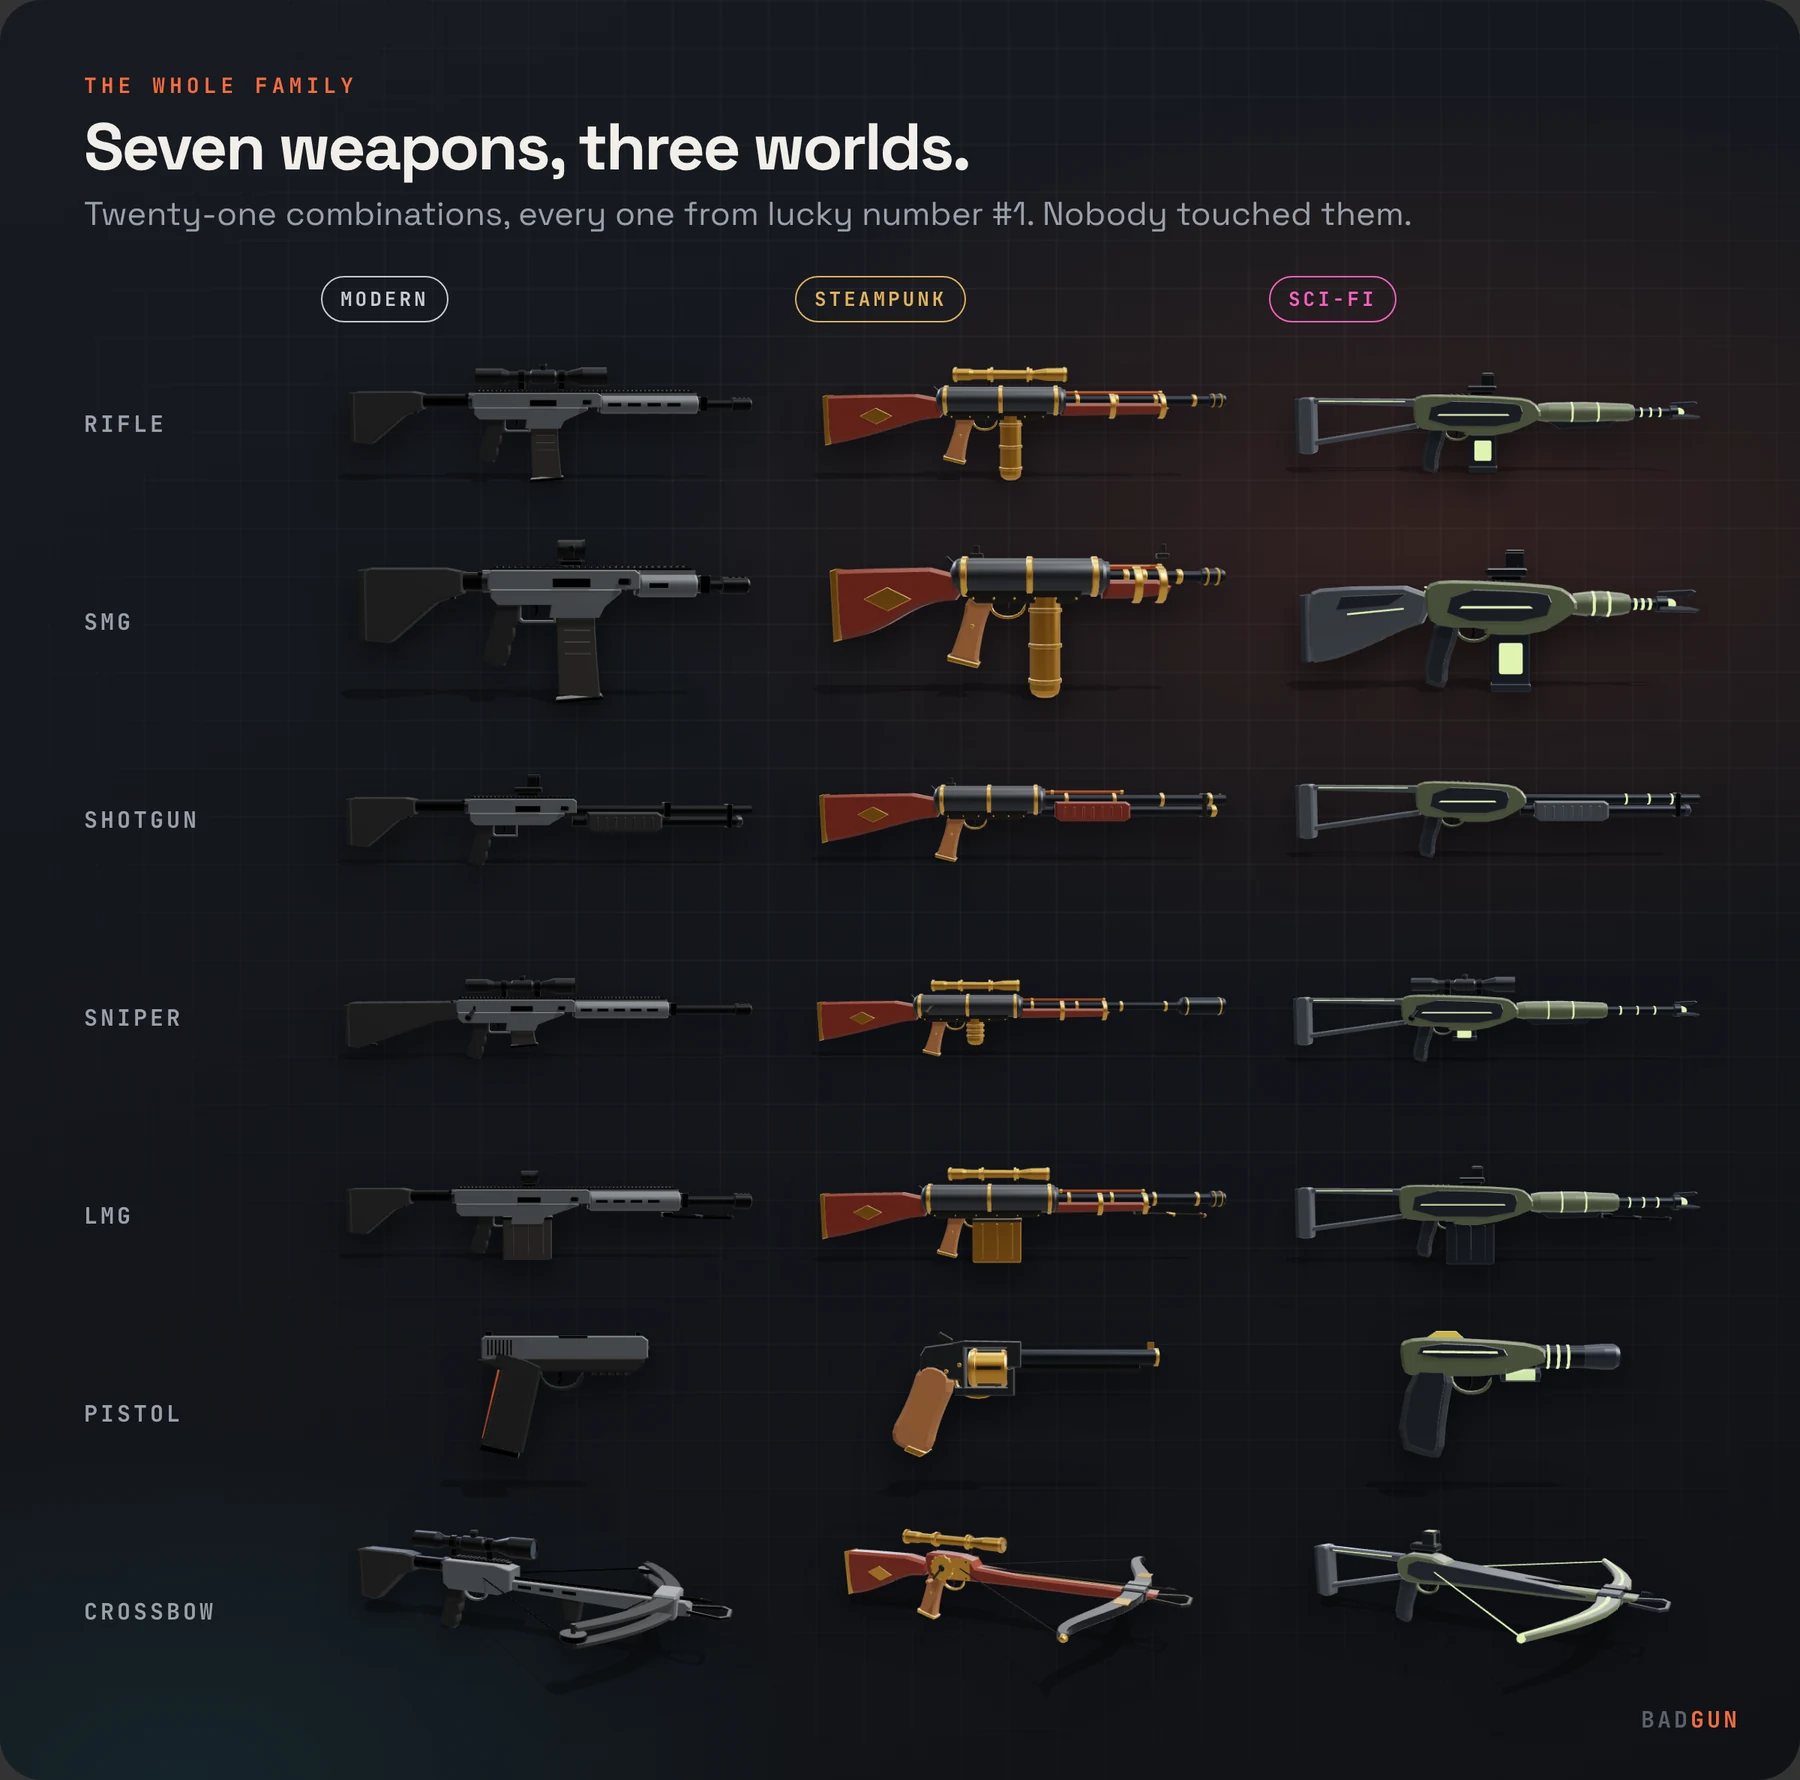 THE WHOLE FAMILY
Seven weapons, three worlds.
Twenty-one combinations, every one from lucky number #1. Nobody touched them.
MODERN STEAMPUNK SCI-FI
RIFLE
SMG
SHOTGUN
SNIPER
LMG
PISTOL
CROSSBOW
BADGUN